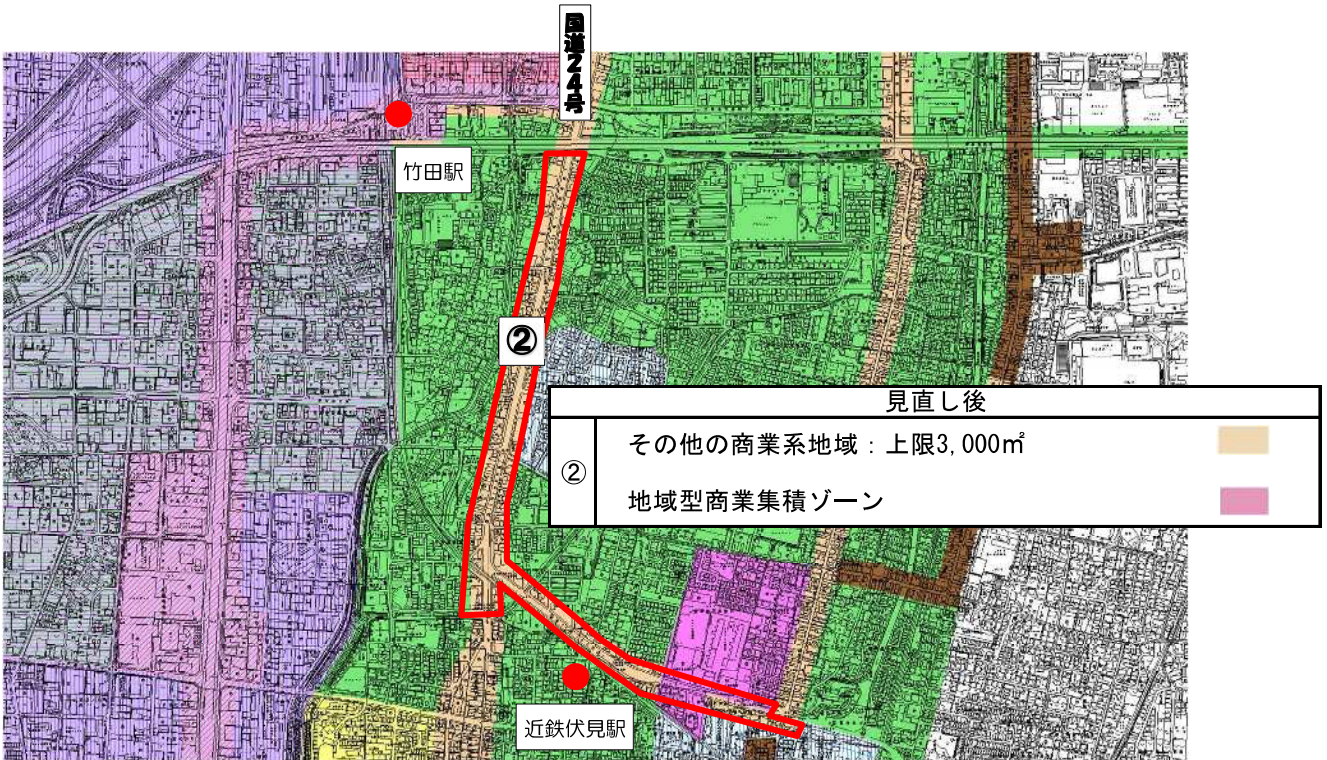 国道24号
竹田駅
②
見直し後
②
その他の商業系地域：上限3,000㎡
地域型商業集積ゾーン
近鉄伏見駅